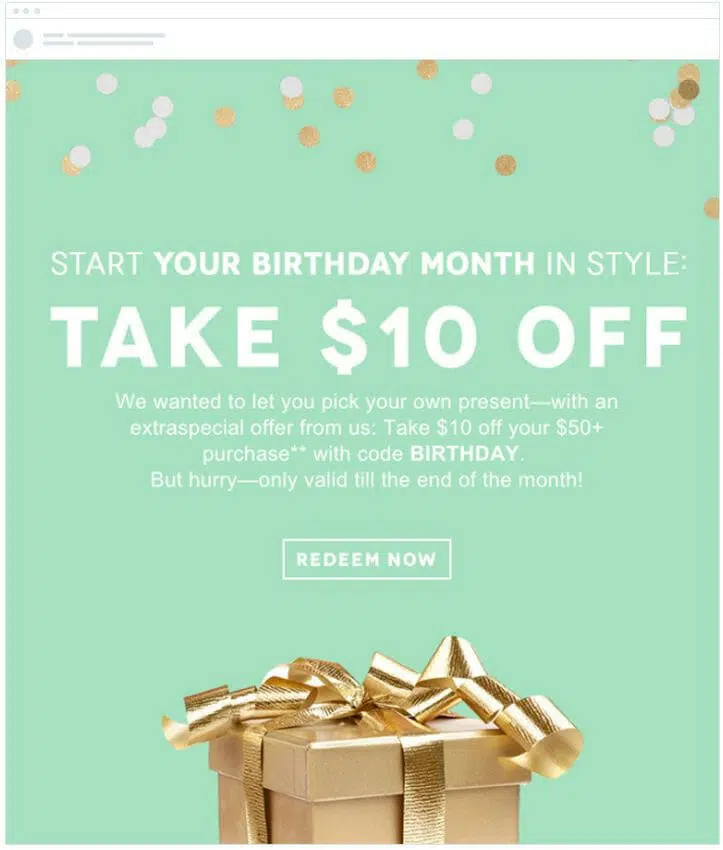 START YOUR BIRTHDAY MONTH IN STYLE:
TAKE $10 OFF
We wanted to let you pick your own present—with an
extraspecial offer from us: Take $10 off your $50+
purchase** with code BIRTHDAY.
But hurry—only valid till the end of the month!
REDEEM NOW